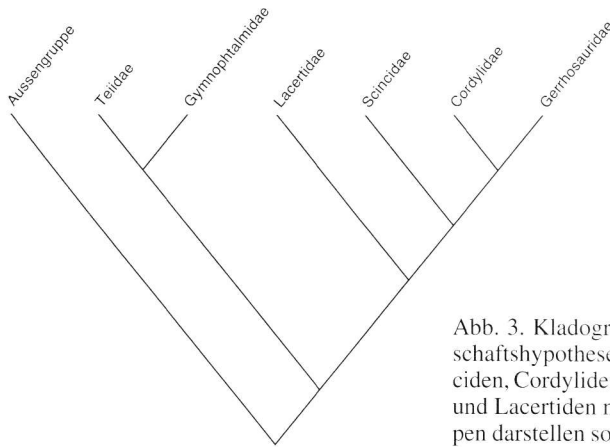 Aussengruppe
Teiidae
Gymnophtalmidae
Lacertidae
Scincidae
Cordylidae
Gerrhosauridae
Abb. 3. Kladogr
schaftshypothese
ciden, Cordylide
und Lacertiden
pen darstellen so